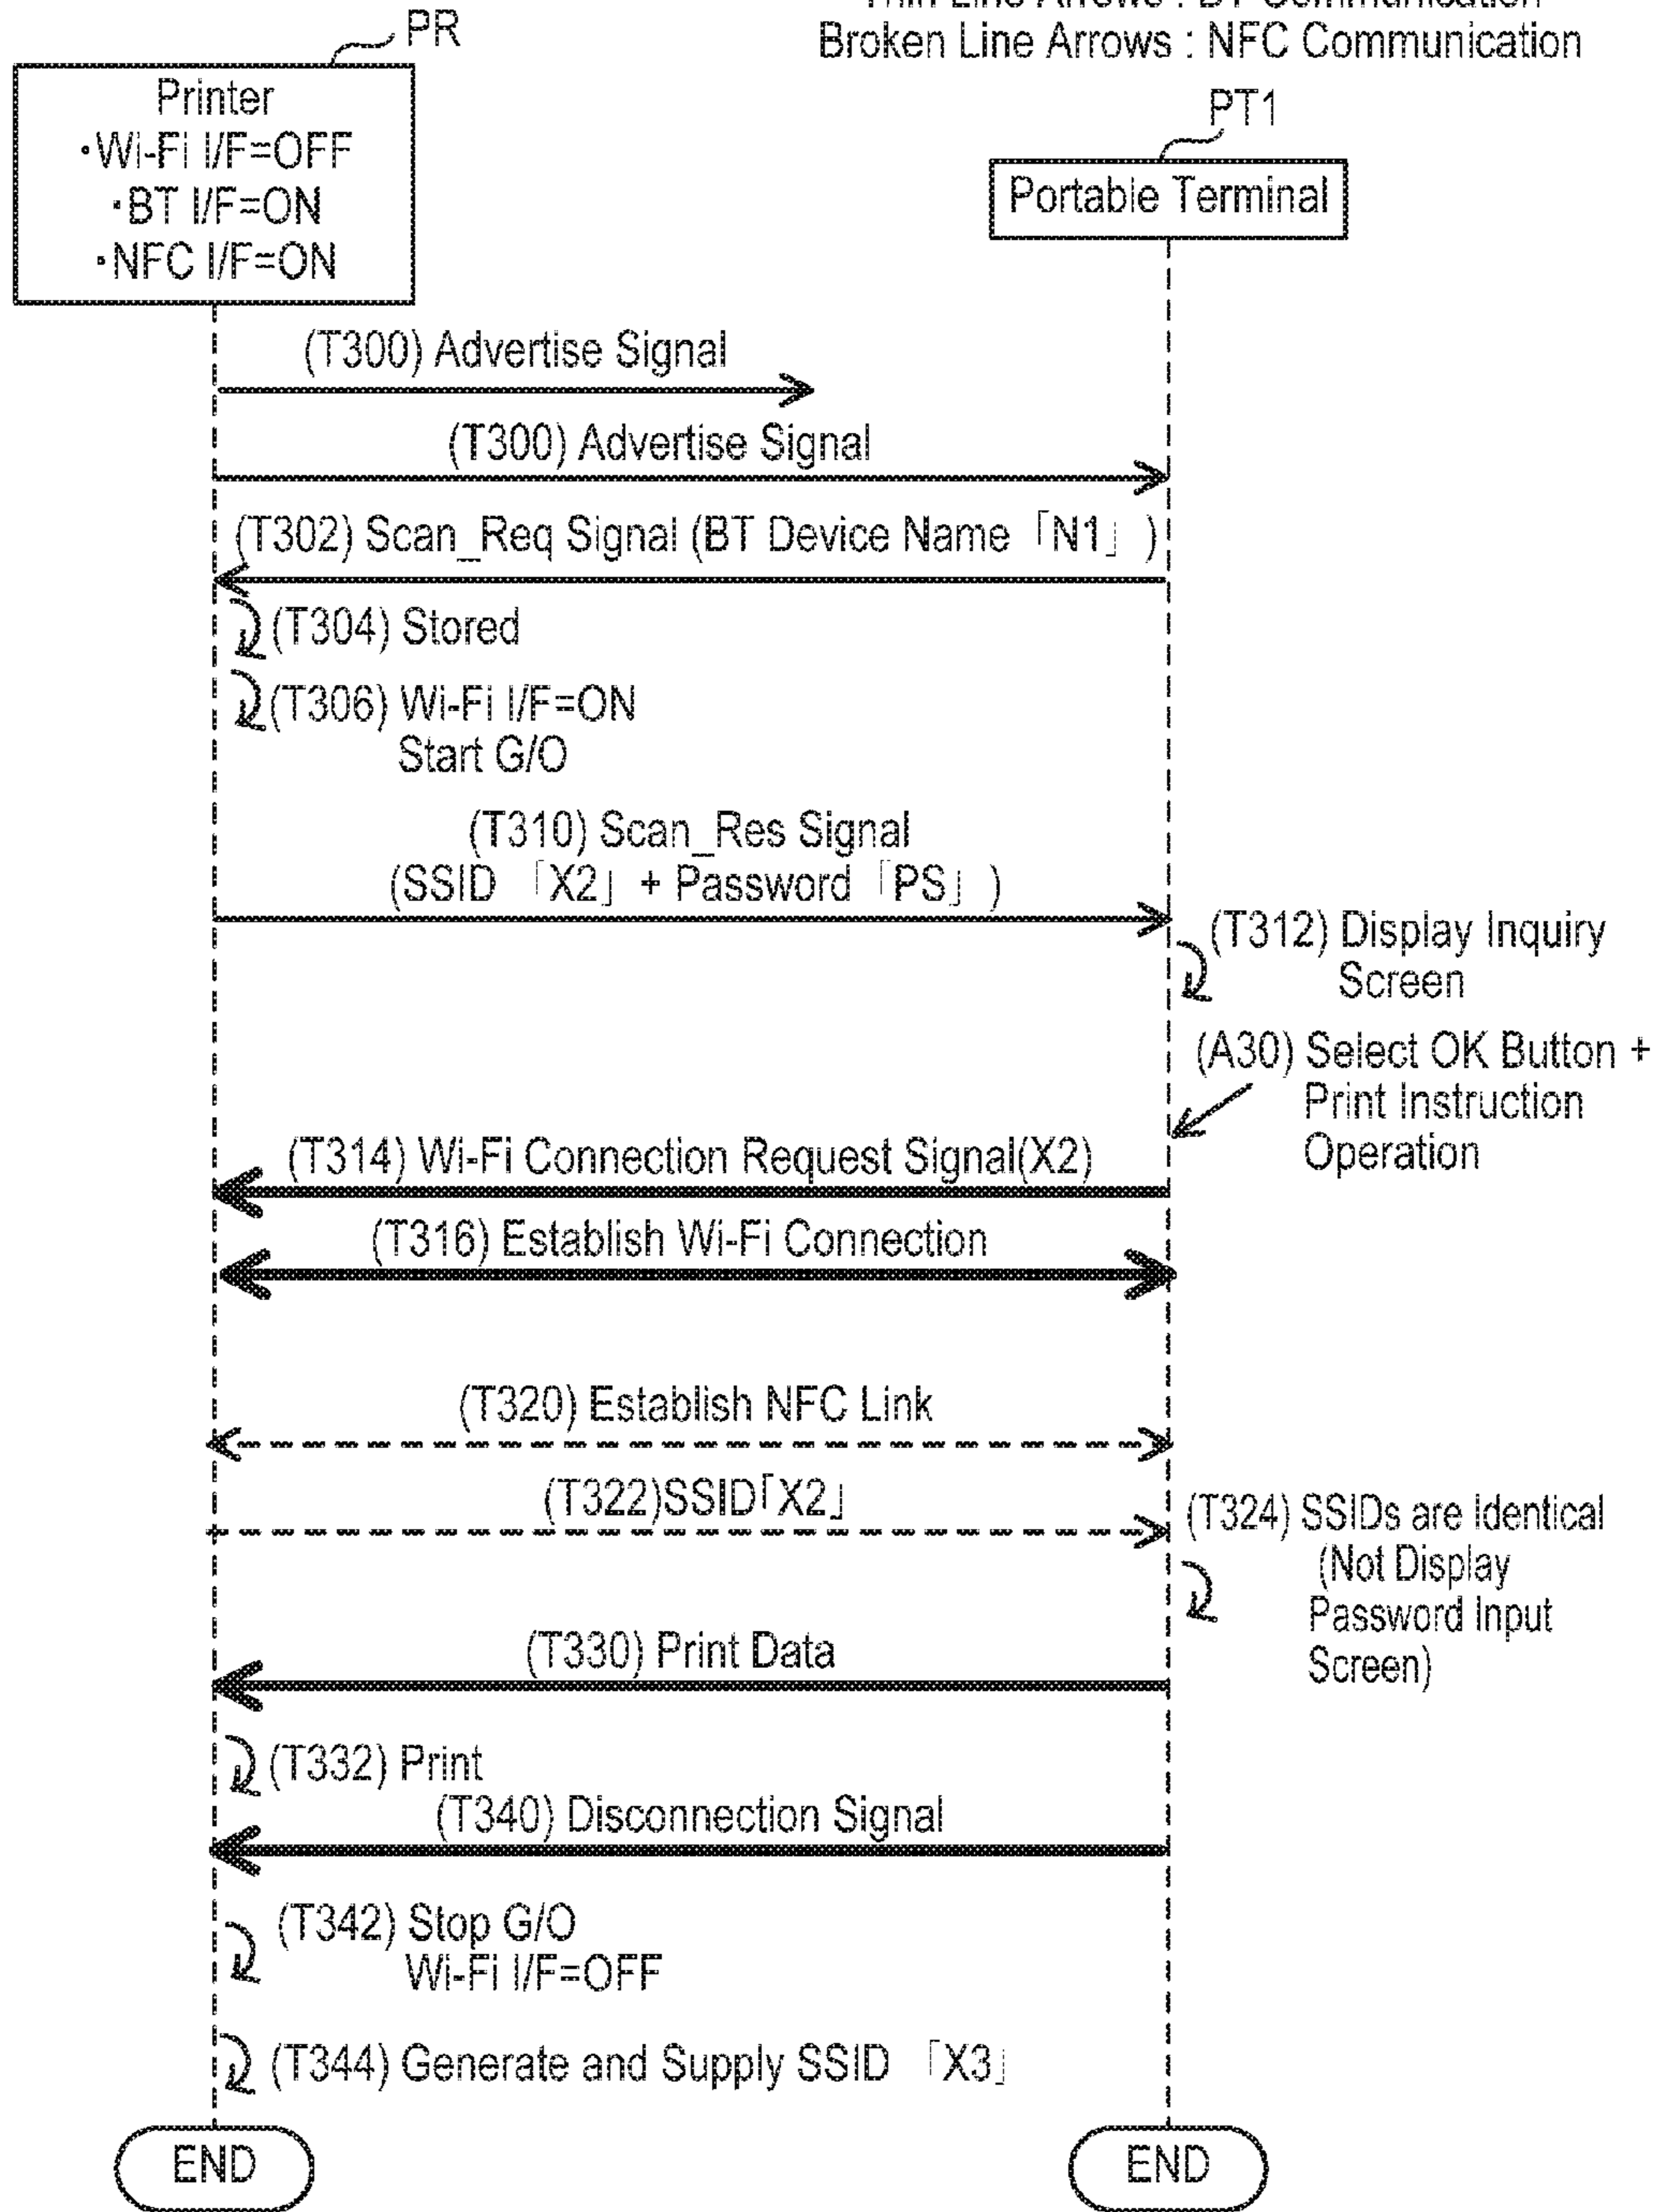 Thin Line Arrows : BT Communication
Broken Line Arrows : NFC Communication
PR
Printer
・Wi-Fi I/F=OFF
・BT I/F=ON
・NFC I/F=ON
PT1
Portable Terminal
(T300) Advertise Signal
(T300) Advertise Signal
(T302) Scan_Req Signal (BT Device Name「N1」)
(T304) Stored
(T306) Wi-Fi I/F=ON
Start G/O
(T310) Scan_Res Signal
(SSID 「X2」+ Password「PS」)
(T312) Display Inquiry
Screen
(A30) Select OK Button +
Print Instruction
Operation
(T314) Wi-Fi Connection Request Signal(X2)
(T316) Establish Wi-Fi Connection
(T320) Establish NFC Link
(T322)SSID「X2」
(T324) SSIDs are Identical
(Not Display
Password Input
Screen)
(T330) Print Data
(T332) Print
(T340) Disconnection Signal
(T342) Stop G/O
Wi-Fi I/F=OFF
(T344) Generate and Supply SSID 「X3」
END
END